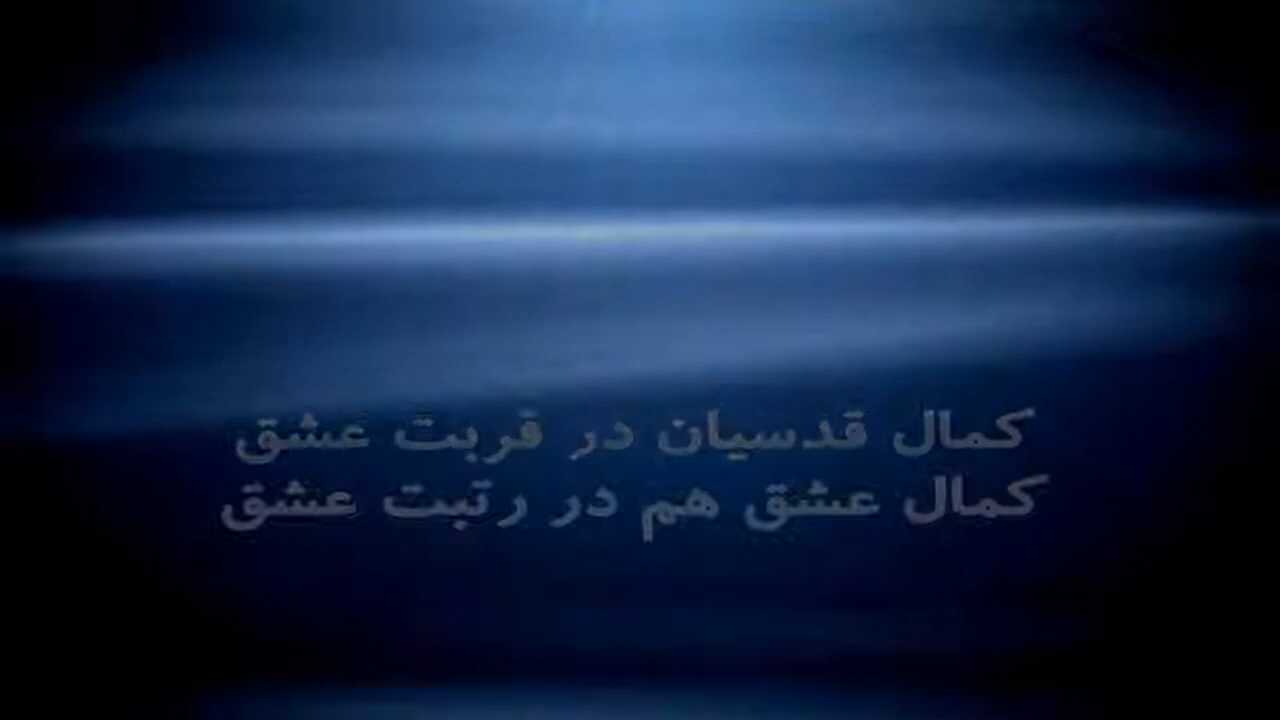 کمال قدسیان در قربت عشق
کمال عشق هم در رتبت عشق